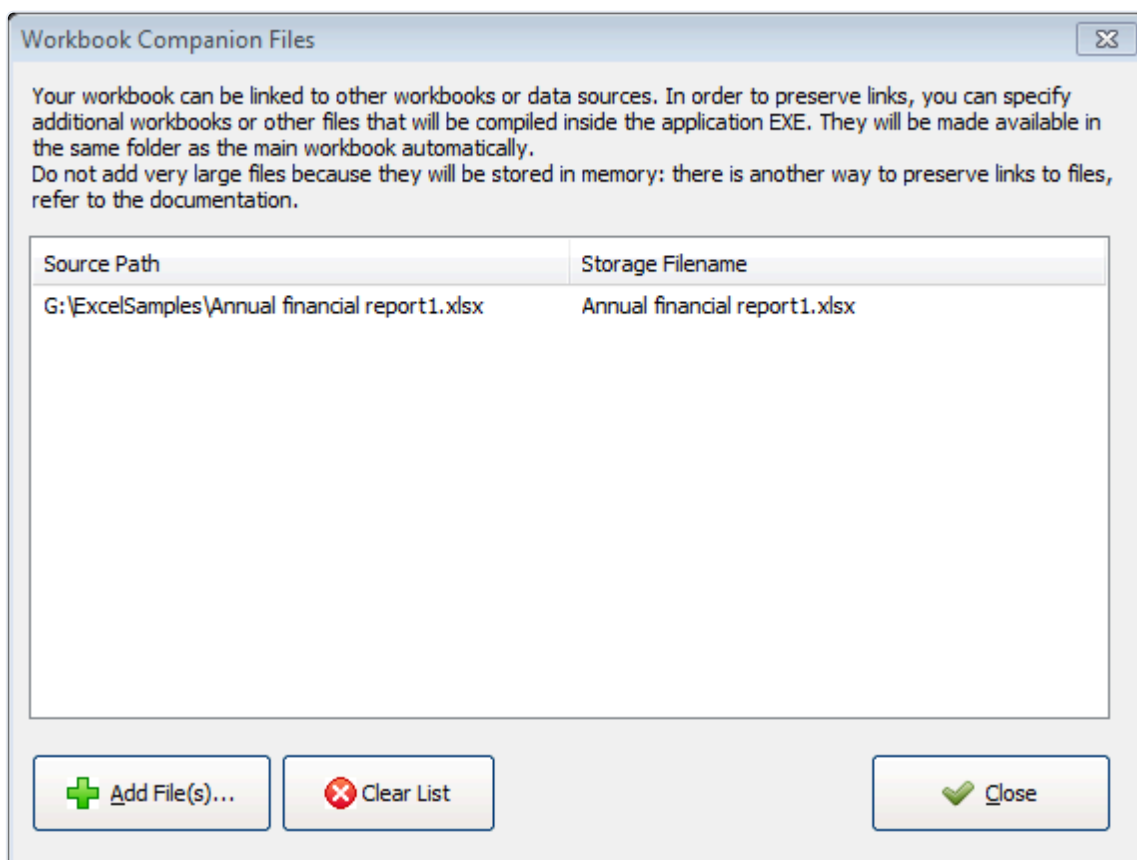 Workbook Companion Files
Your workbook can be linked to other workbooks or data sources. In order to preserve links, you can specify
additional workbooks or other files that will be compiled inside the application EXE. They will be made available in
the same folder as the main workbook automatically.
Do not add very large files because they will be stored in memory: there is another way to preserve links to files,
refer to the documentation.
Source Path Storage Filename
G:\ExcelSamples\Annual financial report1.xlsx Annual financial report1.xlsx
Add File(s)... Clear List Close